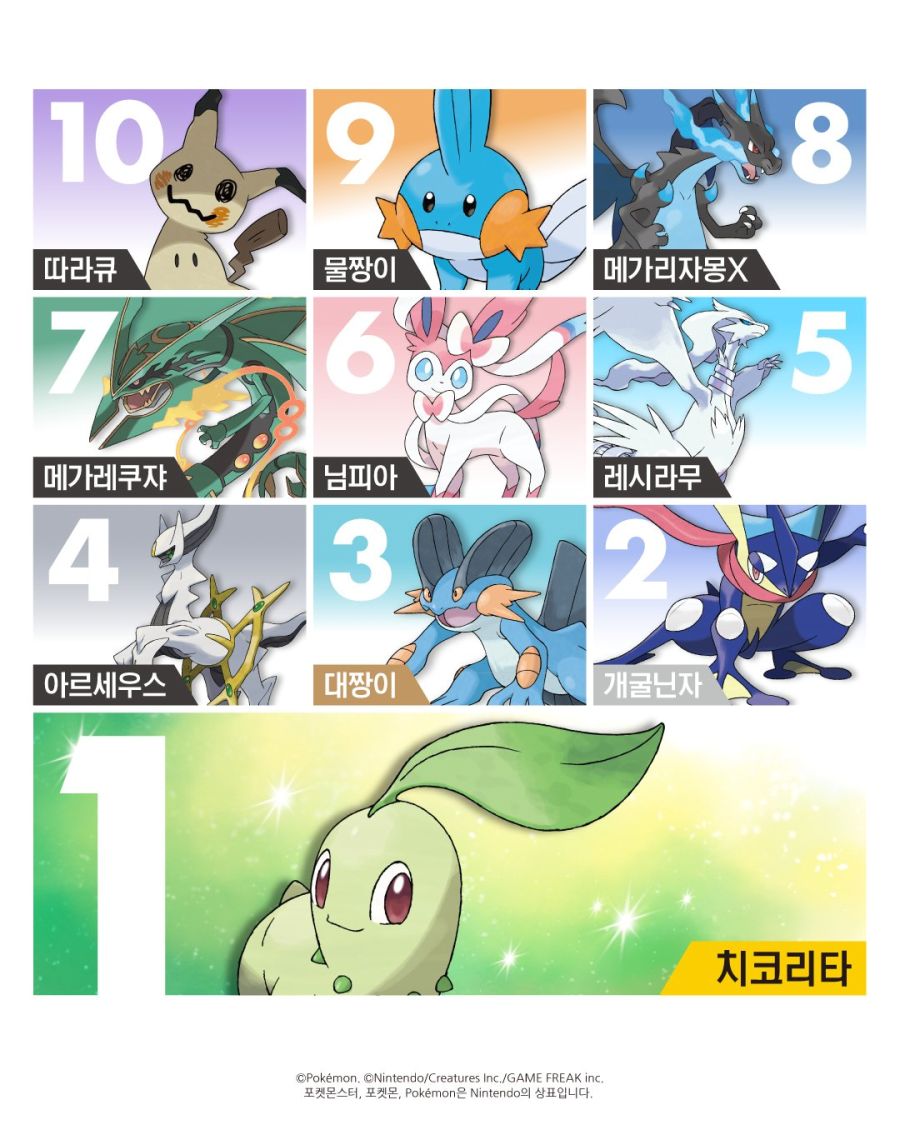 10
따라큐
9
물짱이
8
메가리자몽X
7
메가레쿠쟈
6
님피아
5
레시라무
4
아르세우스
3
대짱이
2
개굴닌자
1
치코리타
©Pokémon. ©Nintendo/Creatures Inc./GAME FREAK inc.
포켓몬스터, 포켓몬, Pokémon은 Nintendo의 상표입니다.